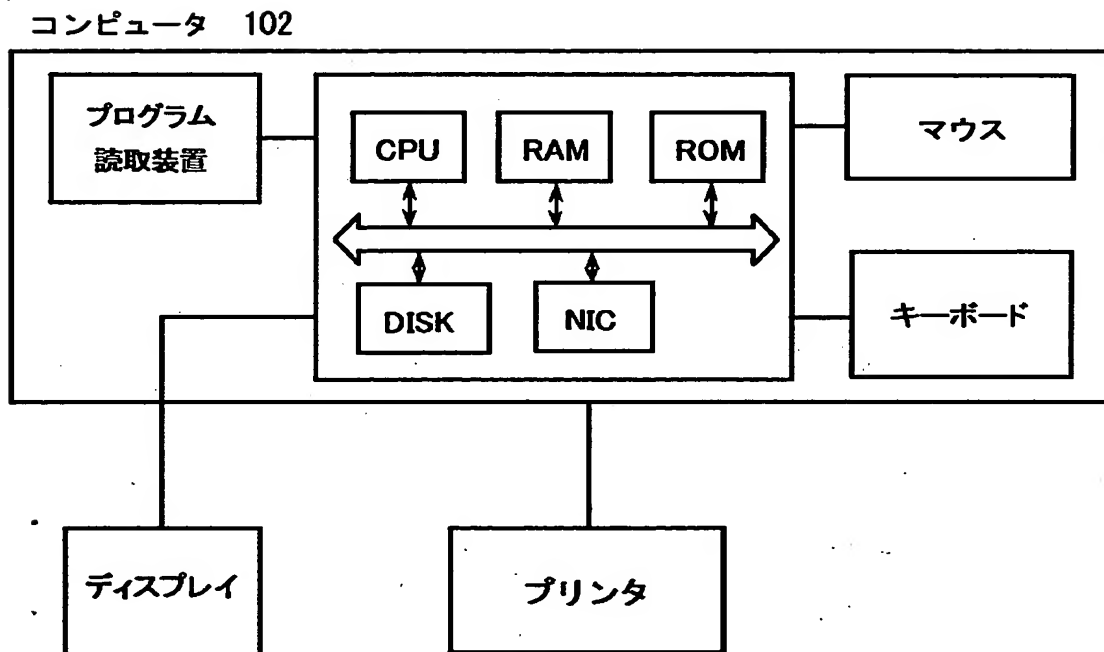 コンピュータ 102
プログラム
読取装置
CPU
RAM
ROM
マウス
DISK
NIC
キーボード
ディスプレイ
プリンタ